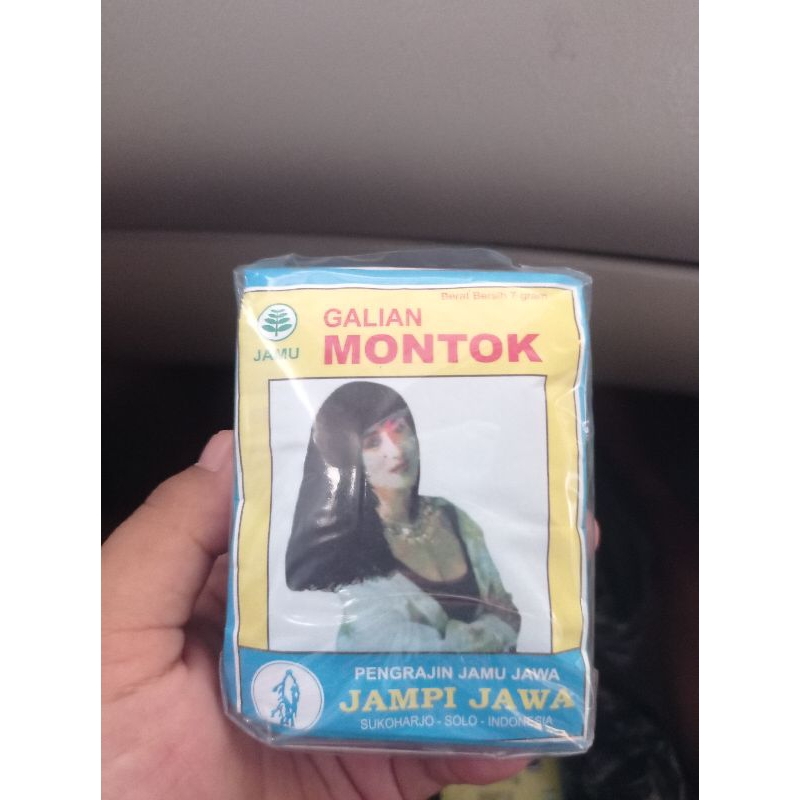 Berat Bersih 7 gram
JAMU
GALIAN
MONTOK
PENGRAJIN JAMU JAWA
JAMPI JAWA
SUKOHARJO - SOLO - INDONESIA